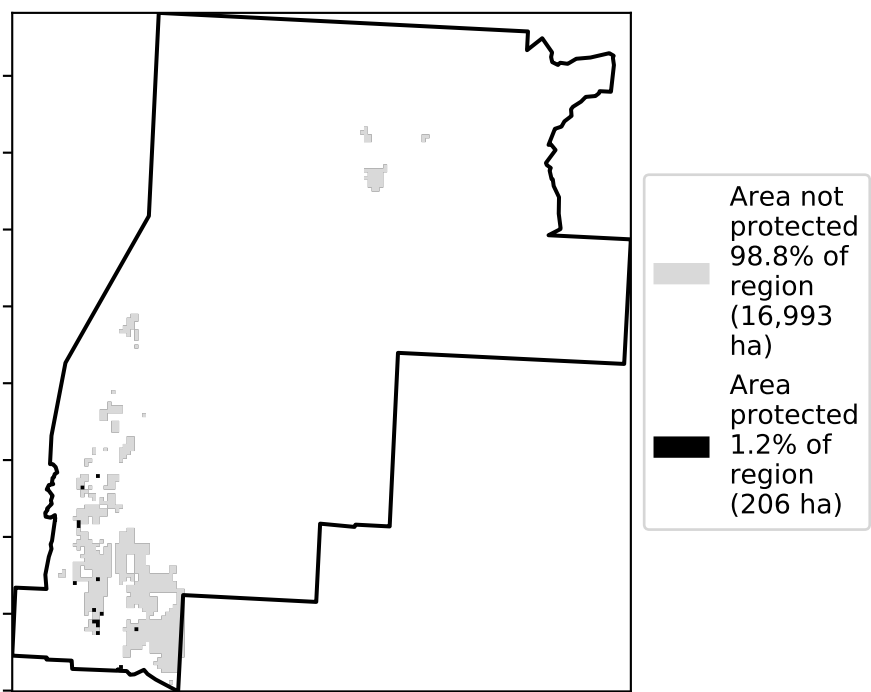 Area not
protected
98.8% of
region
(16,993
ha)
Area
protected
1.2% of
region
(206 ha)